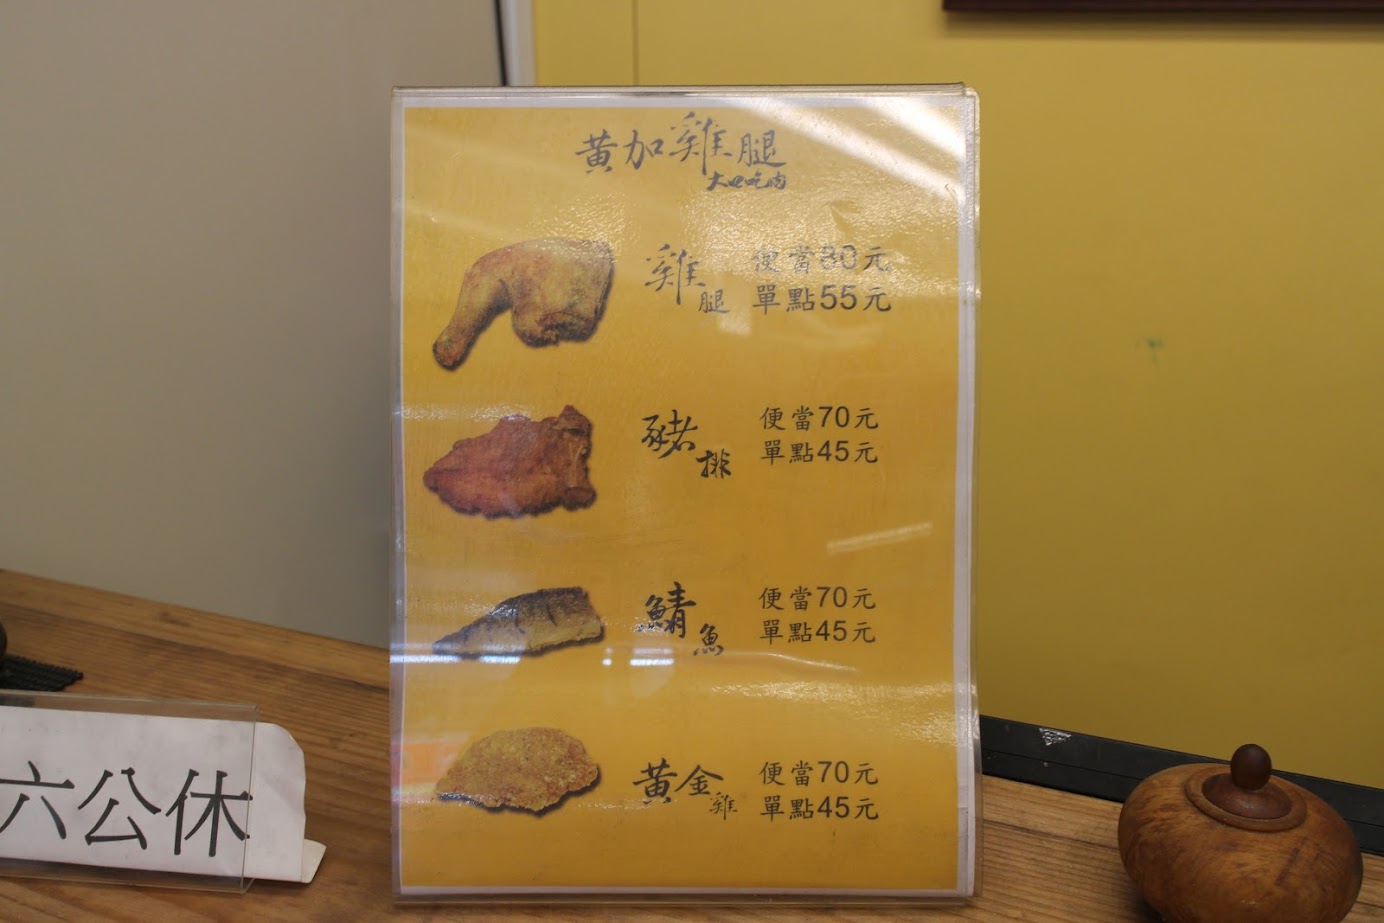 黃加雞腿
大口吃肉
雞腿
便當80元
單點55元
豬排
便當70元
單點45元
鯖魚
便當70元
單點45元
黃金雞
便當70元
單點45元
六公休